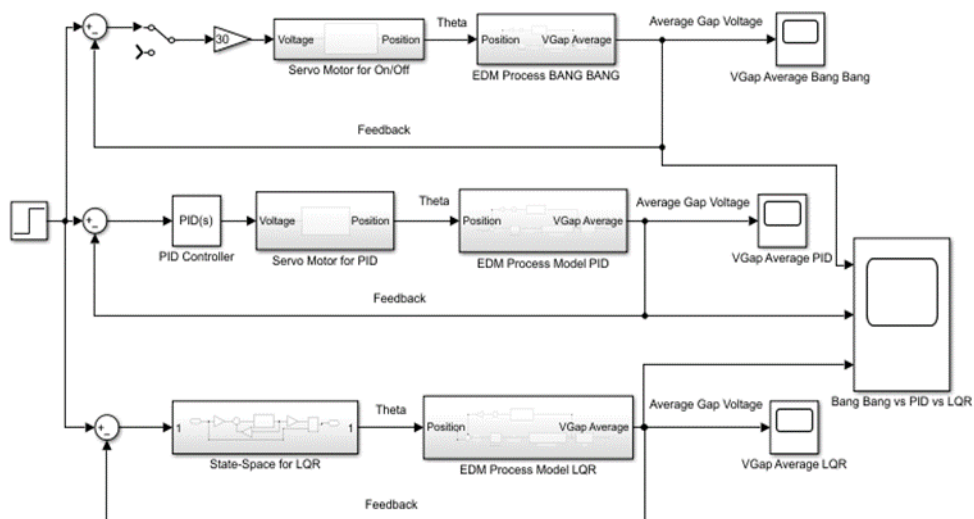 Theta
Average Gap Voltage
30
Voltage Position
Position VGap Average
Servo Motor for On/Off
EDM Process BANG BANG
VGap Average Bang Bang
Feedback
Theta
Average Gap Voltage
PID(s)
Voltage Position
Position VGap Average
PID Controller
Servo Motor for PID
EDM Process Model PID
VGap Average PID
Feedback
Bang Bang vs PID vs LQR
Theta
Average Gap Voltage
1 1
Position VGap Average
State-Space for LQR
EDM Process Model LQR
VGap Average LQR
Feedback